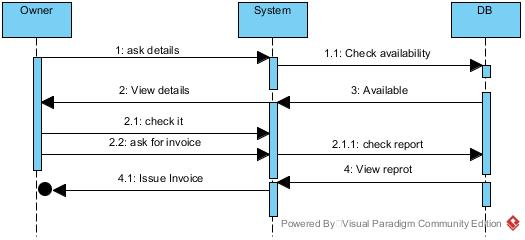 Owner System DB
1: ask details
1.1: Check availability
2: View details 3: Available
2.1: check it
2.2: ask for invoice 2.1.1: check report
4: View reprot
4.1: Issue Invoice
Powered By Visual Paradigm Community Edition